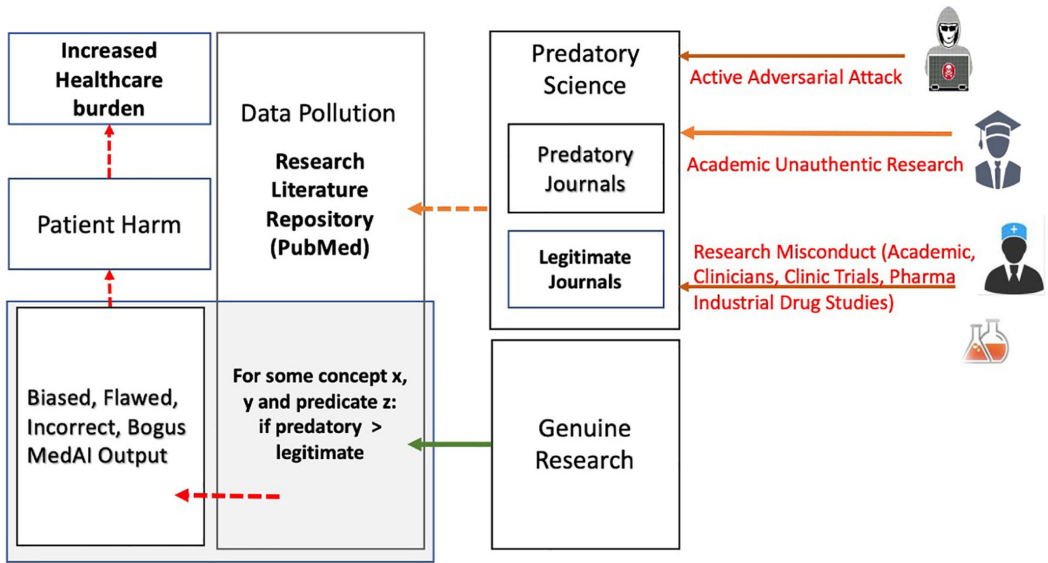 Increased
Healthcare
burden
Patient Harm
Biased, Flawed,
Incorrect, Bogus
MedAI Output
Data Pollution
Research
Literature
Repository
(PubMed)
For some concept x,
y and predicate z:
if predatory >
legitimate
Predatory
Science
Predatory
Journals
Legitimate
Journals
Genuine
Research
Active Adversarial Attack
Academic Unauthentic Research
Research Misconduct (Academic,
Clinicians, Clinic Trials, Pharma
Industrial Drug Studies)